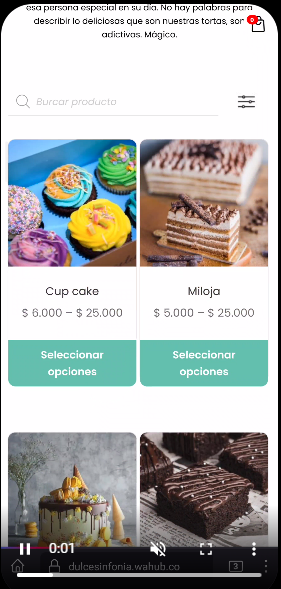 esa persona especial en su día. No hay palabras para
describir lo deliciosas que son nuestras tortas, son
adictivas. Mágico.
0
Burcar producto
Cup cake
$ 6.000 – $ 25.000
Seleccionar
opciones
Miloja
$ 5.000 – $ 25.000
Seleccionar
opciones
0:01
dulcesinfonia.wahub.co
3